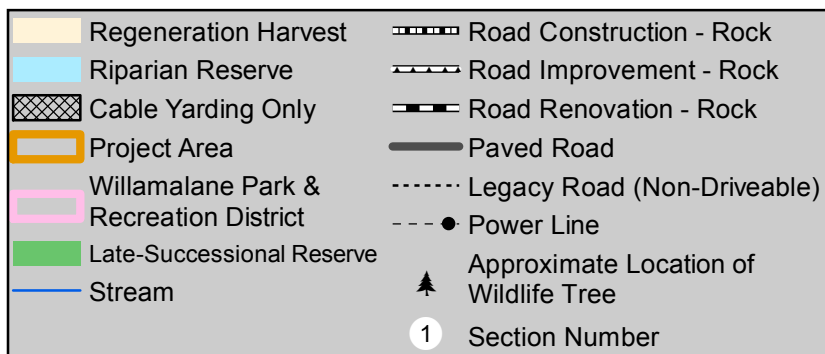 Regeneration Harvest
Riparian Reserve
Cable Yarding Only
Project Area
Willamalane Park &
Recreation District
Late-Successional Reserve
Stream
Road Construction - Rock
Road Improvement - Rock
Road Renovation - Rock
Paved Road
Legacy Road (Non-Driveable)
Power Line
Approximate Location of
Wildlife Tree
1 Section Number